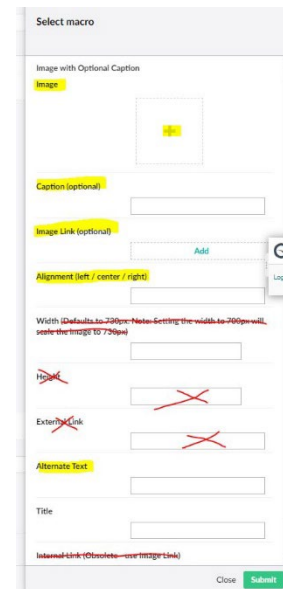 Select macro
Image with Optional Caption
Image
Caption (optional)
Image Link (optional)
Add
Alignment (left / center / right)
Width (Defaults to 730px. Note: Setting the width to 700px will
scale the image to 730px)
Height
External Link
Alternate Text
Title
Internal Link (Obsolete - use Image Link)
Close
Submit